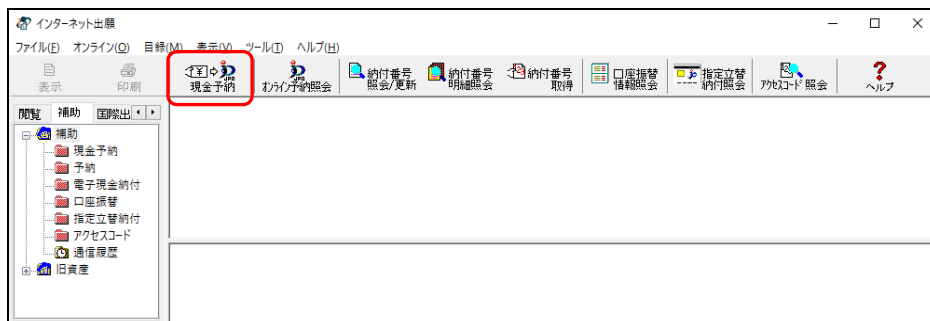 インターネット出願
ファイル(F) オンライン(O) 目録(M) 表示(V) ツール(T) ヘルプ(H)
表示 印刷 現金予納 オンライン予納照会 納付番号照会/更新 納付番号明細照会 納付番号取得 口座振替情報照会 指定立替納付照会 アクセスコード照会 ヘルプ
閲覧 補助 国際出
補助
現金予納
予納
電子現金納付
口座振替
指定立替納付
アクセスコード
通信履歴
旧資産